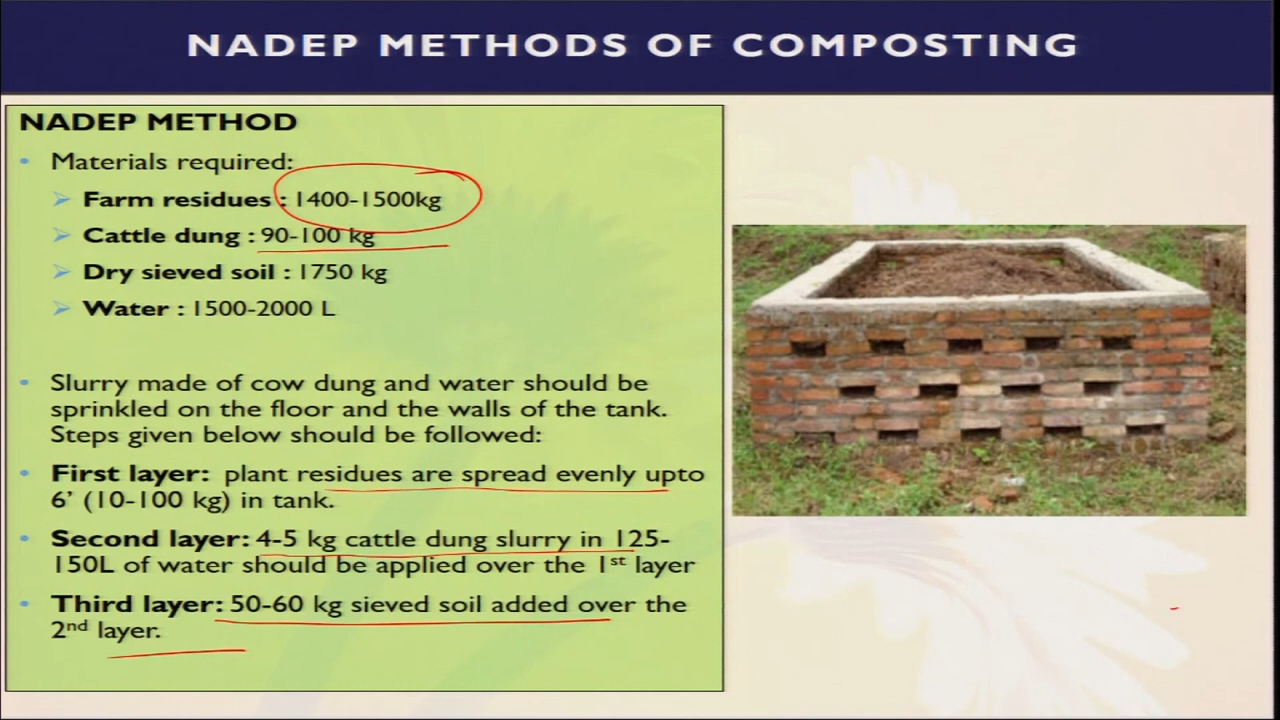 NADEP METHODS OF COMPOSTING
NADEP METHOD
• Materials required:
➢ Farm residues : 1400-1500kg
➢ Cattle dung : 90-100 kg
➢ Dry sieved soil : 1750 kg
➢ Water : 1500-2000 L
• Slurry made of cow dung and water should be
sprinkled on the floor and the walls of the tank.
Steps given below should be followed:
• First layer: plant residues are spread evenly upto
6’ (10-100 kg) in tank.
• Second layer: 4-5 kg cattle dung slurry in 125-
150L of water should be applied over the 1st layer
• Third layer: 50-60 kg sieved soil added over the
2nd layer.